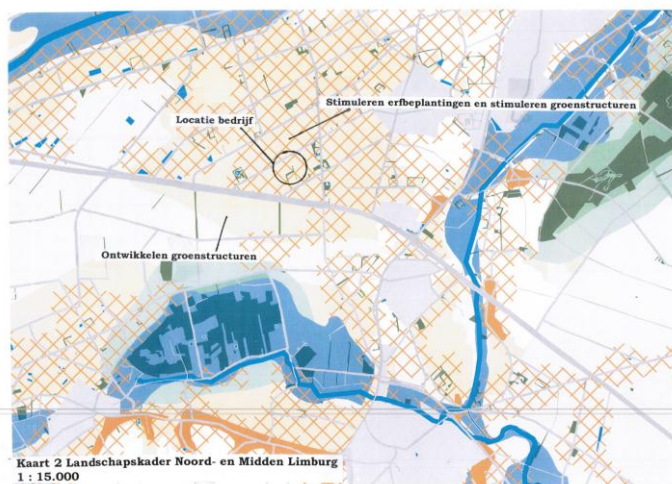 Stimuleren erfbeplantingen en stimuleren groenstructuren
Locatie bedrijf
Ontwikkelen groenstructuren
Kaart 2 Landschapskader Noord- en Midden Limburg
1 : 15.000